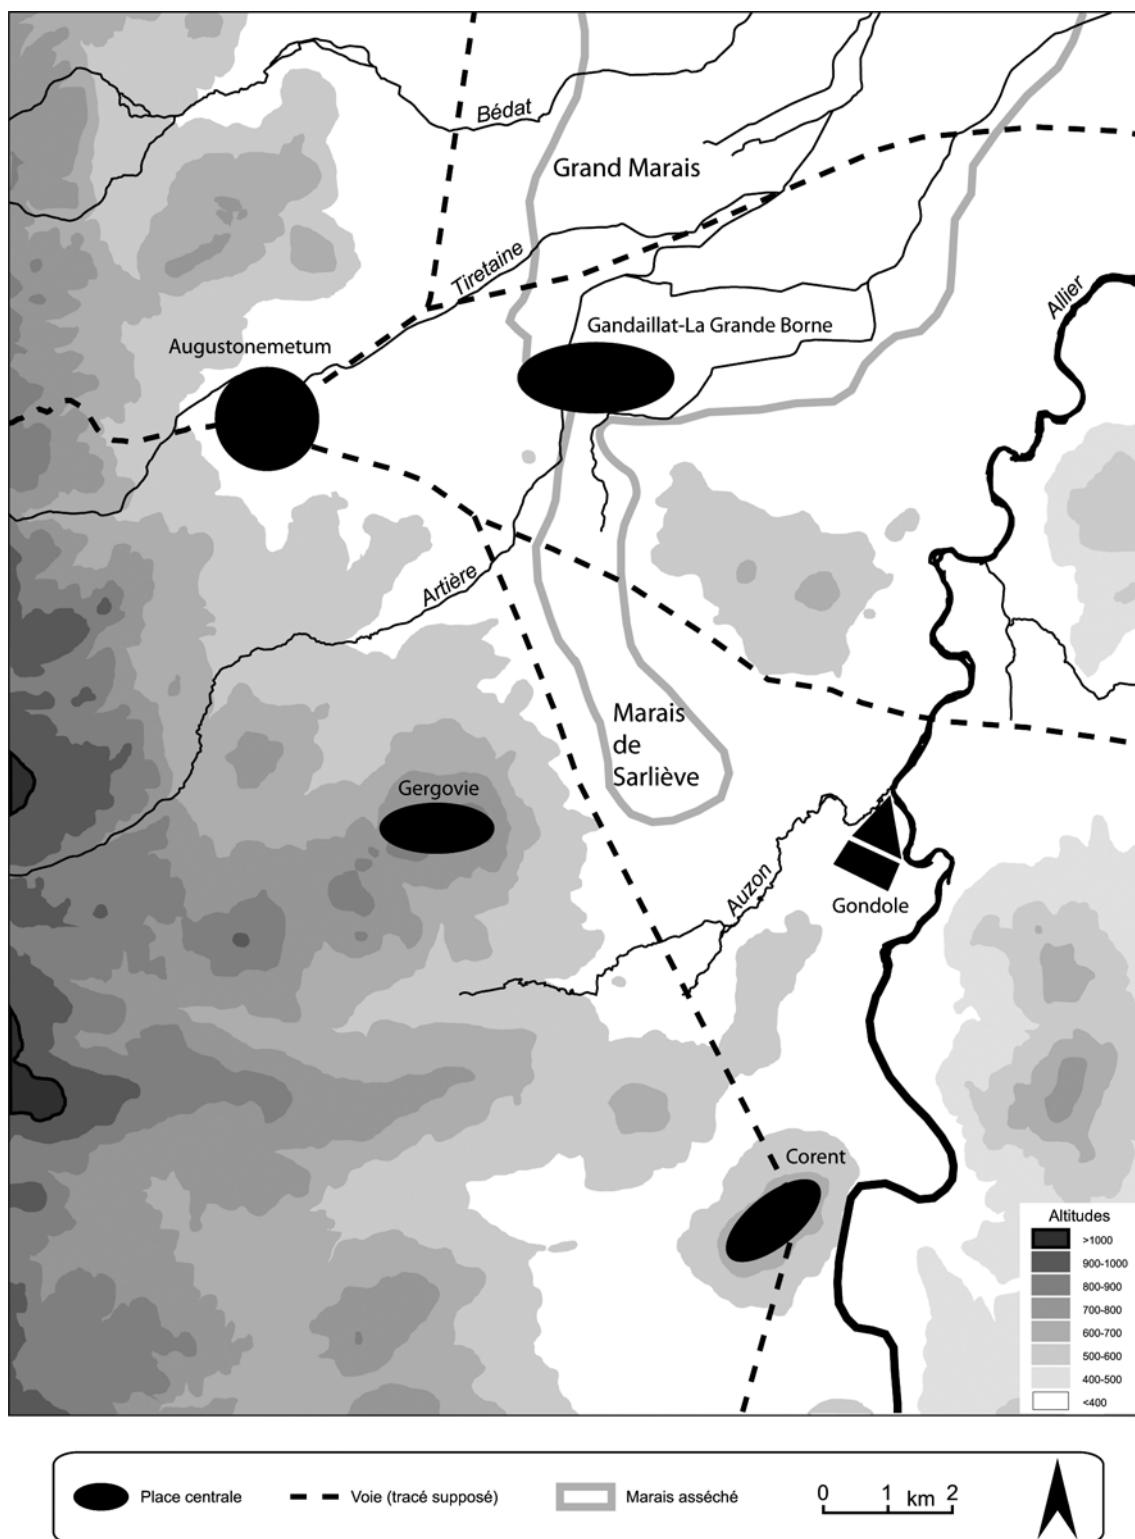 Bédat
Grand Marais
Tiretaine
Allier
Gandaillat-La Grande Borne
Augustonemetum
Artière
Marais
de
Sarliève
Gergovie
Auzon
Gondole
Corent
Altitudes
>1000
900-1000
800-900
700-800
600-700
500-600
400-500
<400
Place centrale
Voie (tracé supposé)
Marais asséché
0 1 km 2